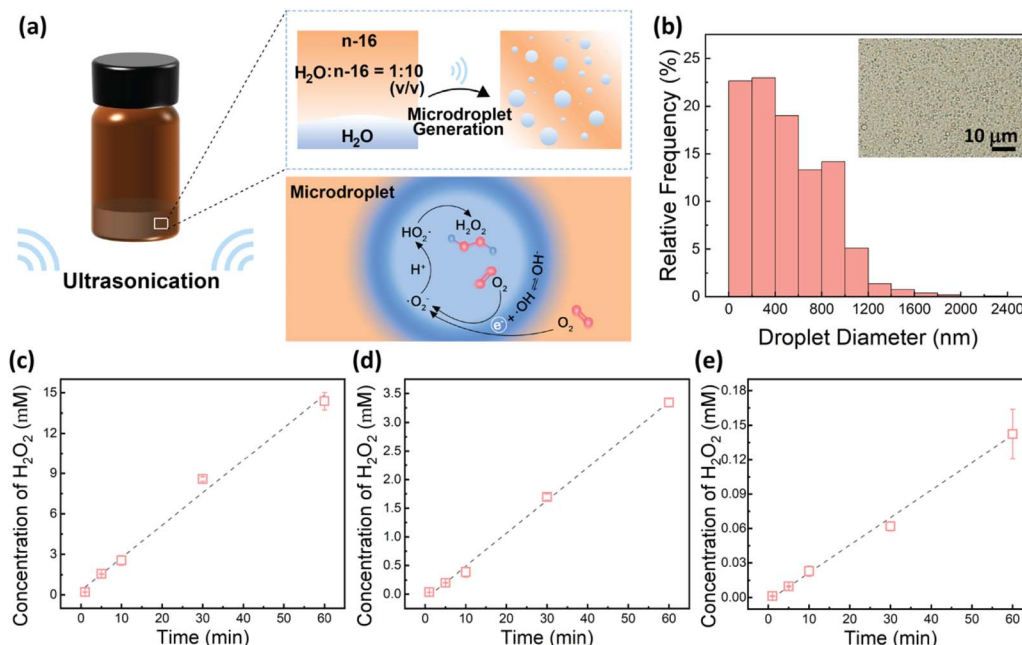 (a)
n-16
H₂O:n-16 = 1:10
(v/v)
Microdroplet
Generation
H₂O
Ultrasonication
Microdroplet
HO₂·
H₂O₂
H⁺
O₂
·O₂⁻
e⁻ + ·OH ⇌ OH⁻
O₂
(b)
Relative Frequency (%)
25
20
15
10
5
0
10 μm
0 400 800 1200 1600 2000 2400
Droplet Diameter (nm)
(c)
Concentration of H₂O₂ (mM)
15
12
9
6
3
0
0 10 20 30 40 50 60
Time (min)
(d)
Concentration of H₂O₂ (mM)
3.5
3.0
2.5
2.0
1.5
1.0
0.5
0.0
0 10 20 30 40 50 60
Time (min)
(e)
Concentration of H₂O₂ (mM)
0.18
0.15
0.12
0.09
0.06
0.03
0.00
0 10 20 30 40 50 60
Time (min)